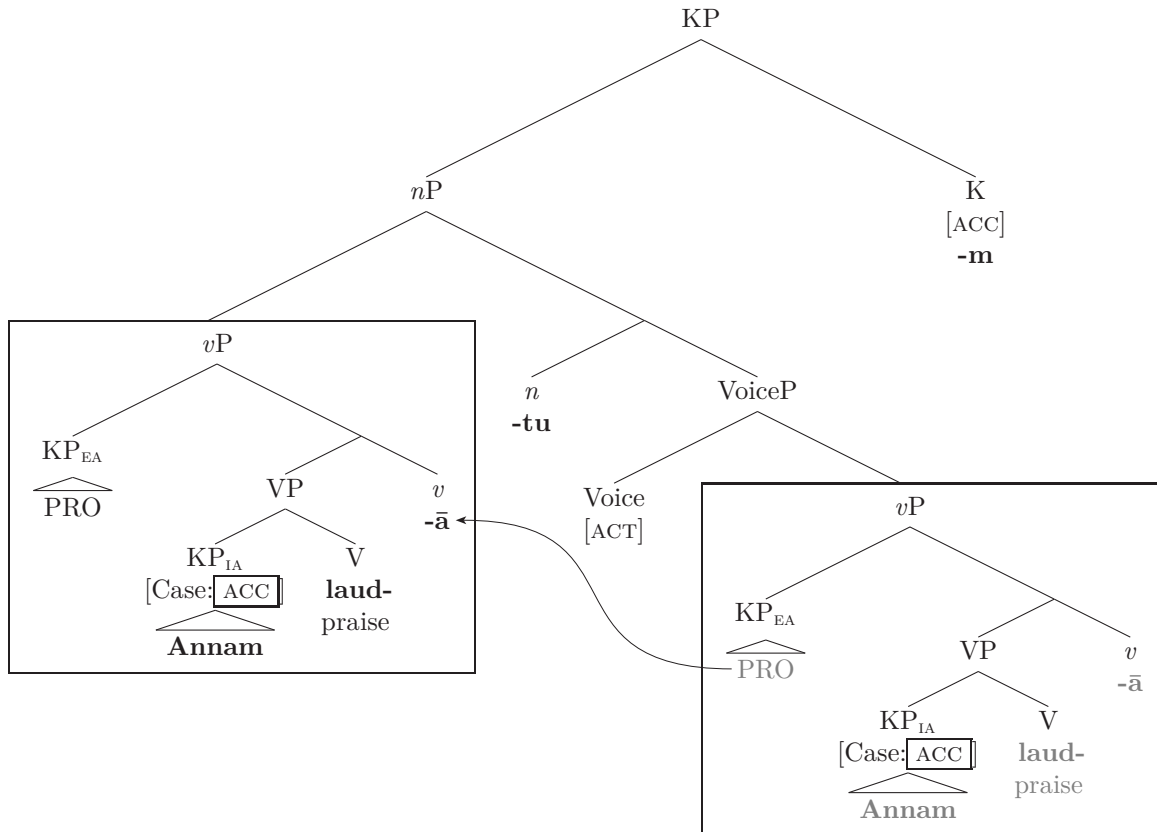 KP
nP
K
[ACC]
-m
vP
n
-tu
VoiceP
KP_EA
PRO
VP
v
-ā
Voice
[ACT]
vP
KP_IA
V
[Case: ACC]
laud-
praise
Annam
KP_EA
PRO
VP
v
-ā
KP_IA
V
[Case: ACC]
laud-
praise
Annam